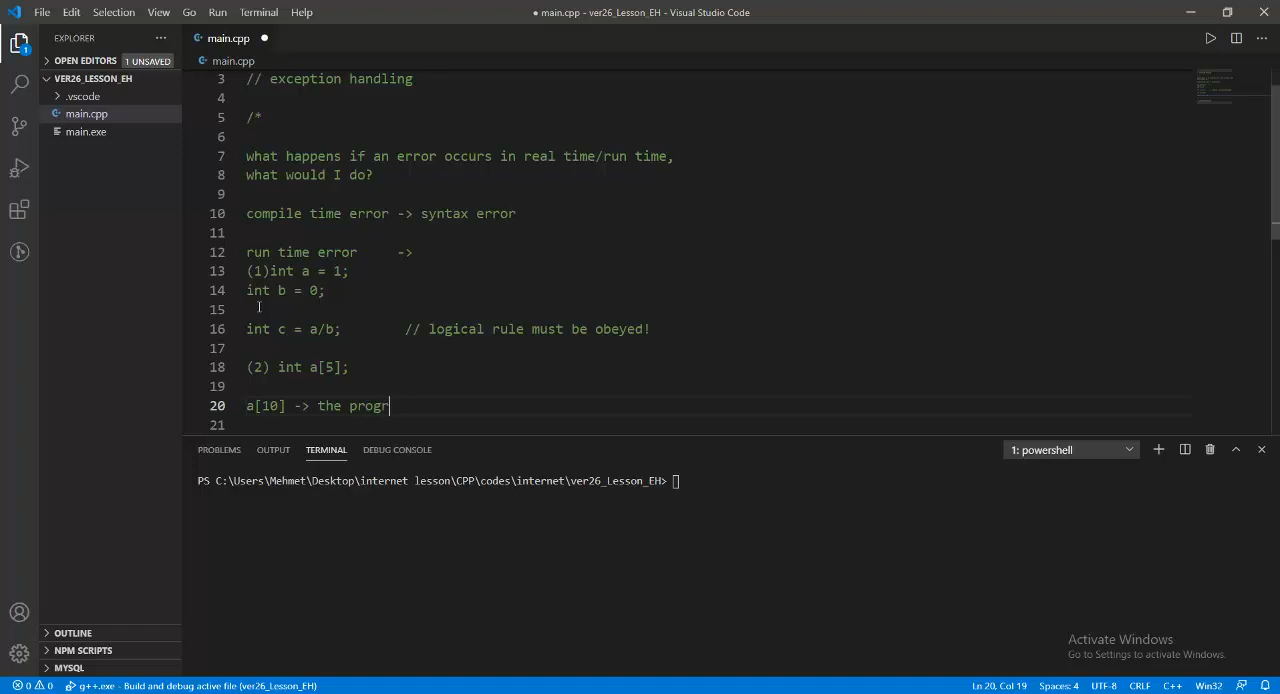 File Edit Selection View Go Run Terminal Help
● main.cpp - ver26_Lesson_EH - Visual Studio Code
EXPLORER
main.cpp
OPEN EDITORS 1 UNSAVED
main.cpp
VER26_LESSON_EH
.vscode
main.cpp
main.exe
1
3 // exception handling
4
5 /*
6
7 what happens if an error occurs in real time/run time,
8 what would I do?
9
10 compile time error -> syntax error
11
12 run time error ->
13 (1)int a = 1;
14 int b = 0;
15
16 int c = a/b; // logical rule must be obeyed!
17
18 (2) int a[5];
19
20 a[10] -> the progr
21
PROBLEMS OUTPUT TERMINAL DEBUG CONSOLE
1: powershell
PS C:\Users\Mehmet\Desktop\internet lesson\CPP\codes\internet\ver26_Lesson_EH>
OUTLINE
NPM SCRIPTS
MYSQL
Activate Windows
Go to Settings to activate Windows.
0 0 g++.exe - Build and debug active file (ver26_Lesson_EH)
Ln 20, Col 19 Spaces: 4 UTF-8 CRLF C++ Win32